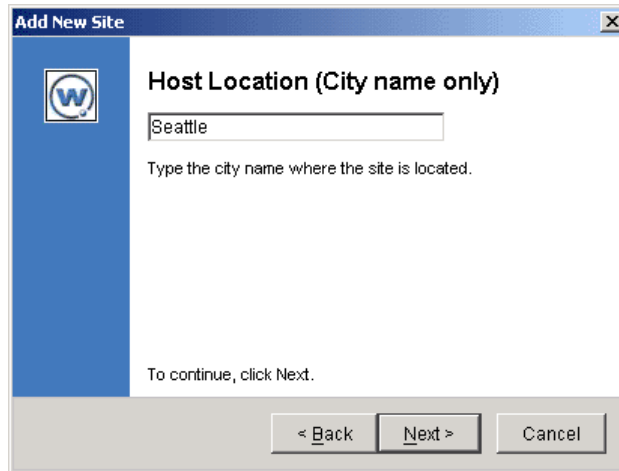 Add New Site
W
Host Location (City name only)
Seattle
Type the city name where the site is located.
To continue, click Next.
< Back Next > Cancel